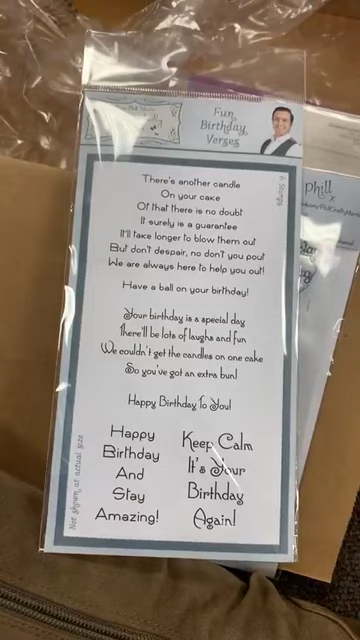 Fun
Birthday
Verses
6 Stamps
There's another candle
On your cake
Of that there is no doubt
It surely is a guarantee
It'll take longer to blow them out
But don't despair, no don't you pout
We are always here to help you out!
Have a ball on your birthday!
Your birthday is a special day
There'll be lots of laughs and fun
We couldn't get the candles on one cake
So you've got an extra bun!
Happy Birthday To You!
Happy
Birthday
And
Stay
Amazing!
Keep Calm
It's Your
Birthday
Again!
Not shown at actual size
Phill
x